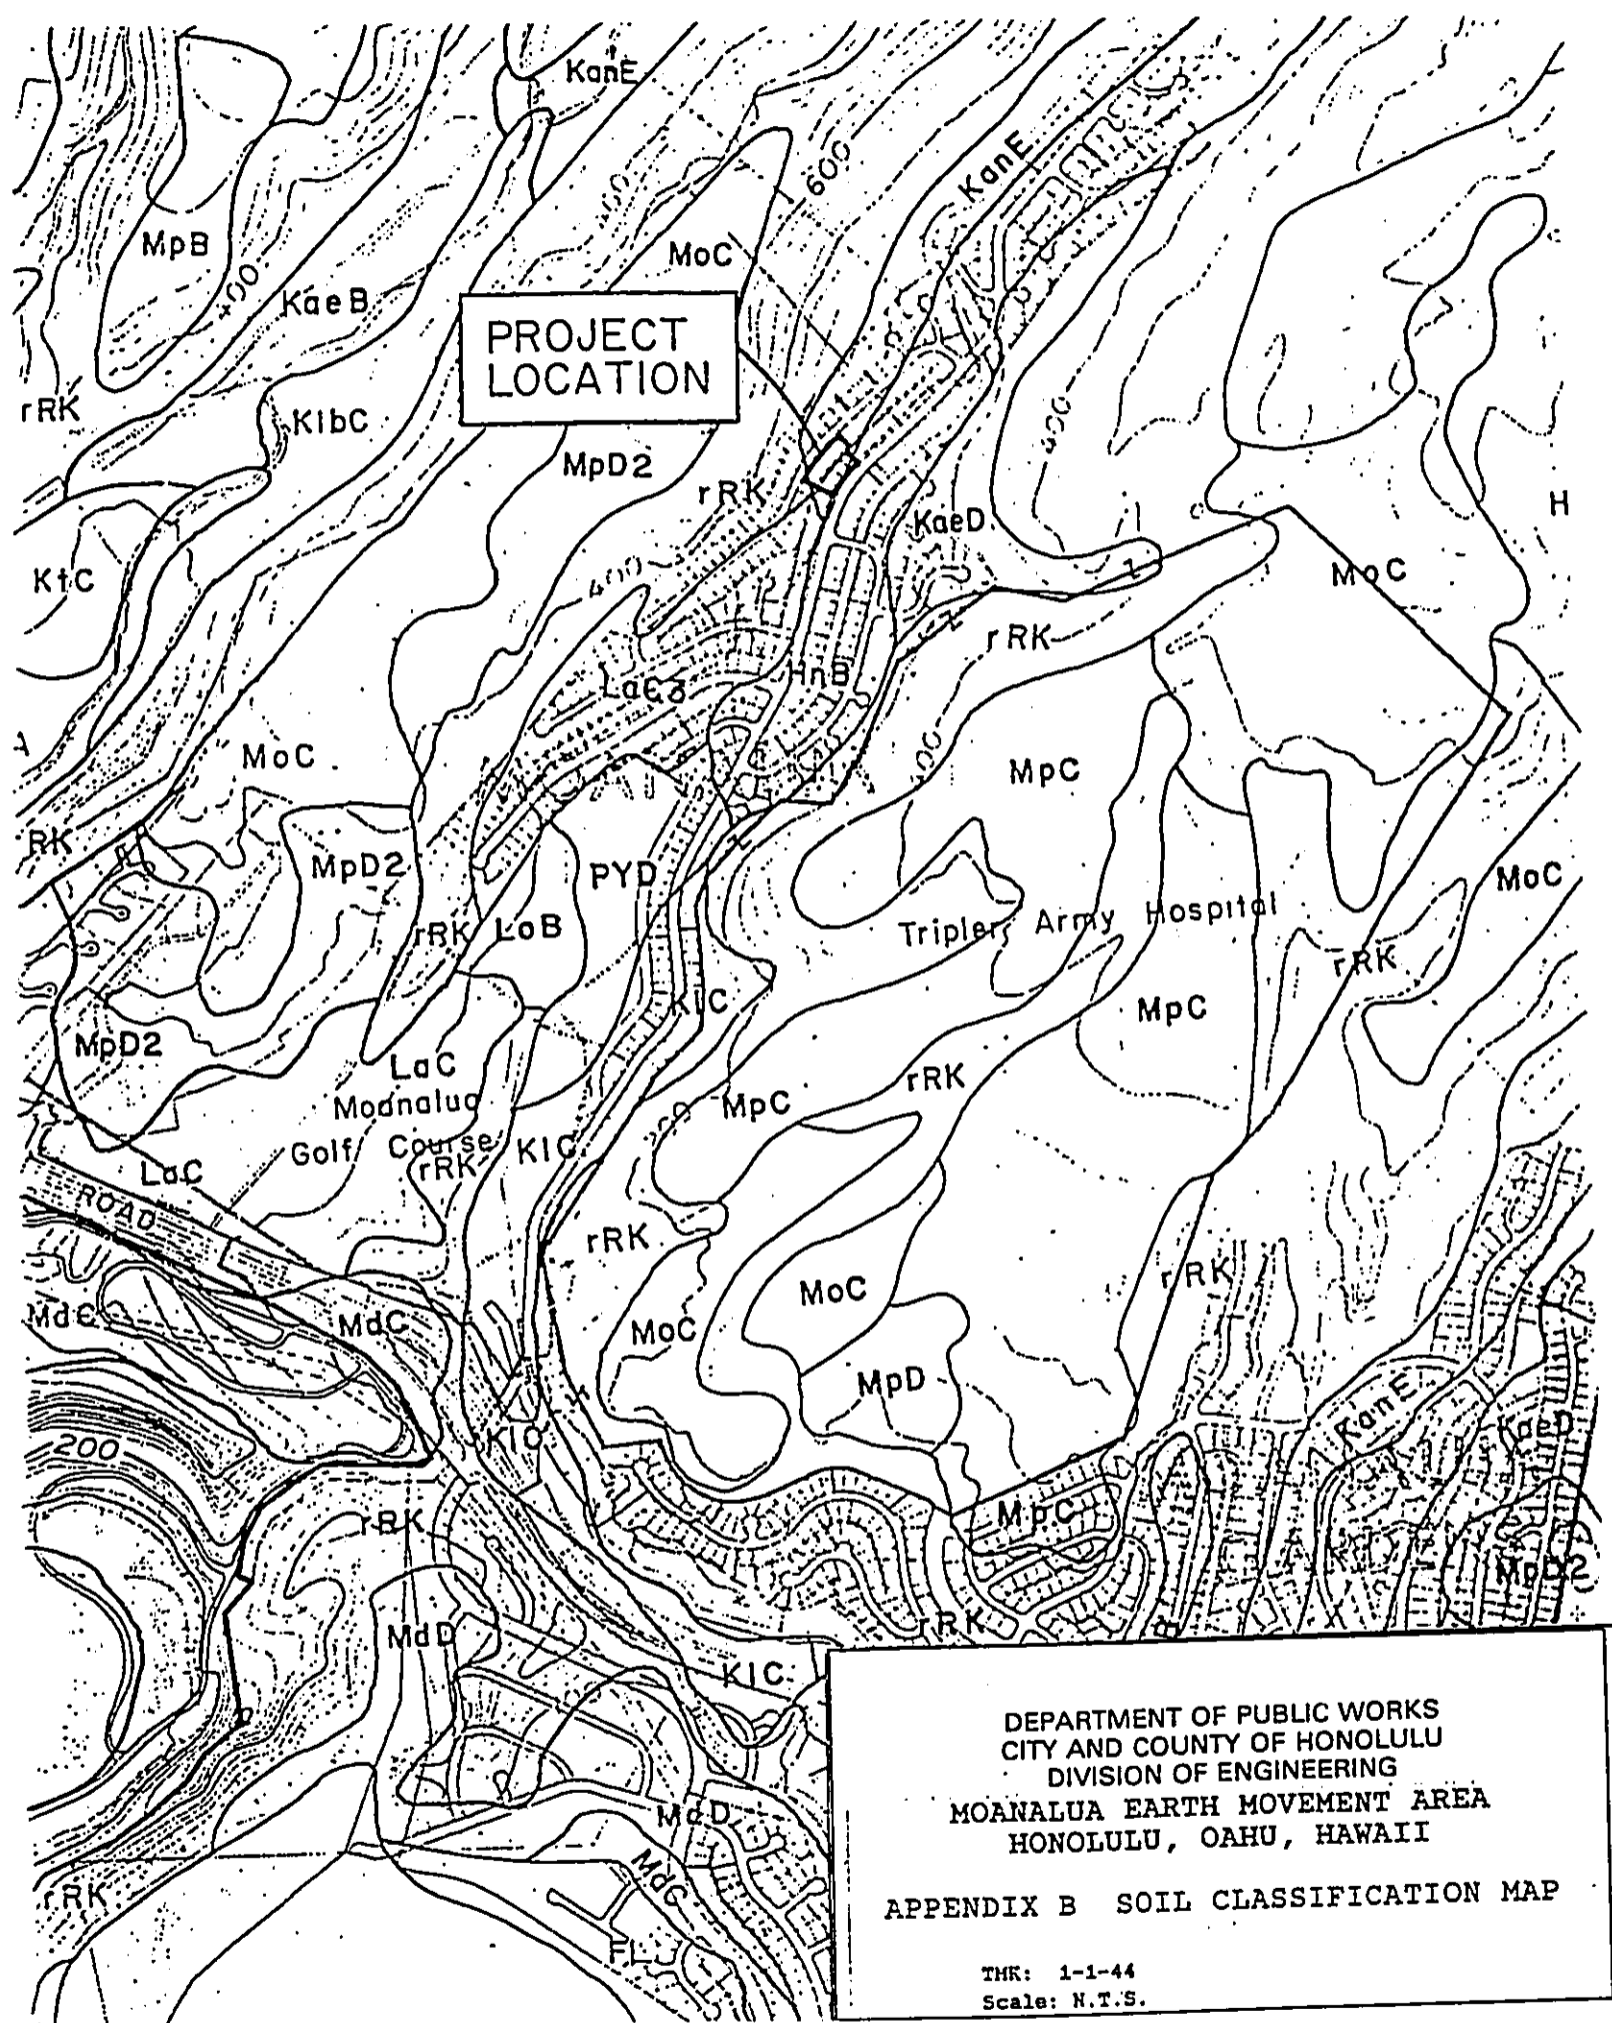 KanE
MpB
400
KaeB
MoC
600
KanE
PROJECT
LOCATION
rRK
KlbC
MpD2
rRK
400
KaeD
H
KtC
400
MoC
rRK
HnB
MoC
MpC
RK
MpD2
PYD
MoC
rRK
LoB
Tripler Army Hospital
rRK
KlC
MpC
MpD2
LaC
rRK
Moanalua
MpC
200
Golf Course
rRK
KlC
LaC
ROAD
rRK
rRK
MoC
MdC
MdC
MoC
MpD
KanE
KaeD
200
KlC
rRK
MpC
MpD2
MdD
rRK
KlC
MdD
MdC
rRK
FL
DEPARTMENT OF PUBLIC WORKS
CITY AND COUNTY OF HONOLULU
DIVISION OF ENGINEERING
MOANALUA EARTH MOVEMENT AREA
HONOLULU, OAHU, HAWAII
APPENDIX B SOIL CLASSIFICATION MAP
TMK: 1-1-44
Scale: N.T.S.